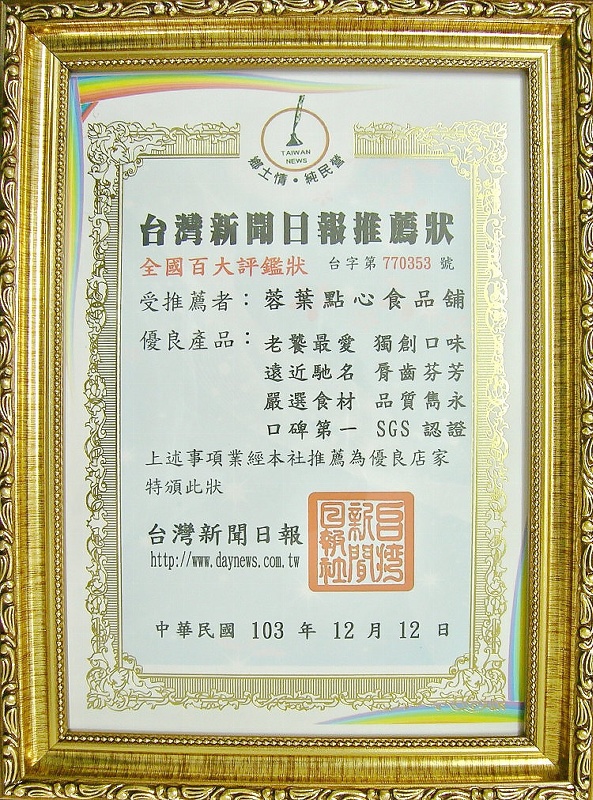 TAIWAN
NEWS
鄉土情·純民營
台灣新聞日報推薦狀
全國百大評鑑狀 台字第770353號
受推薦者：蓉葉點心食品舖
優良產品：老饕最愛 獨創口味
遠近馳名 脣齒芬芳
嚴選食材 品質雋永
口碑第一 SGS 認證
上述事項業經本社推薦為優良店家
特頒此狀
台灣新聞日報
http://www.daynews.com.tw
台灣新聞日報社
中華民國 103 年 12 月 12 日